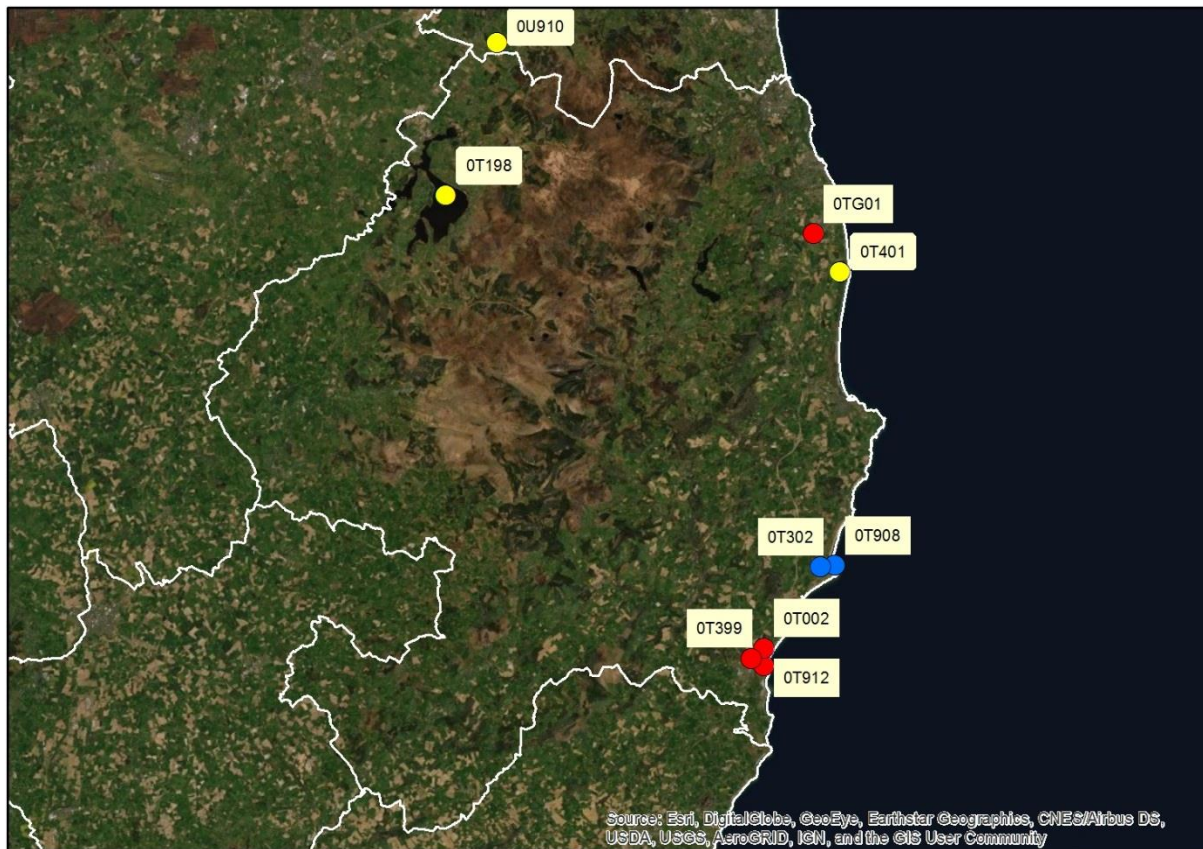 0U910
0T198
0TG01
0T401
0T302
0T908
0T399
0T002
0T912
Source: Esri, DigitalGlobe, GeoEye, Earthstar Geographics, CNES/Airbus DS,
USDA, USGS, AeroGRID, IGN, and the GIS User Community